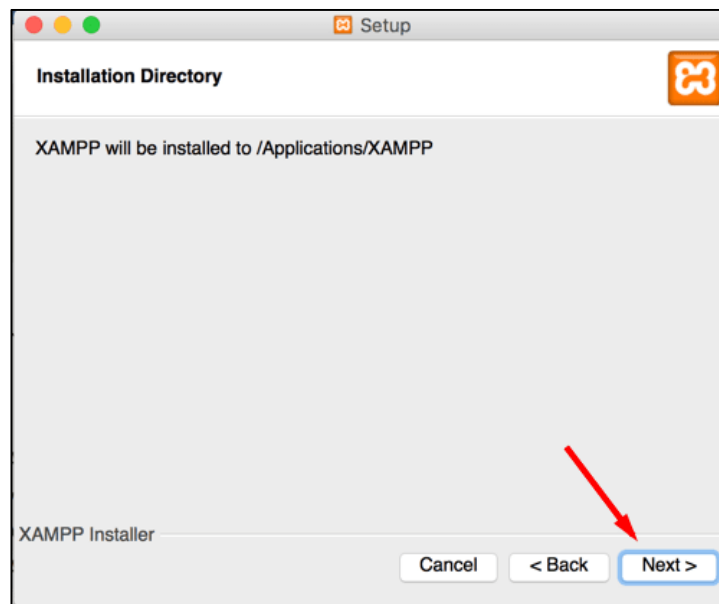 Setup
Installation Directory
XAMPP will be installed to /Applications/XAMPP
XAMPP Installer
Cancel
< Back
Next >